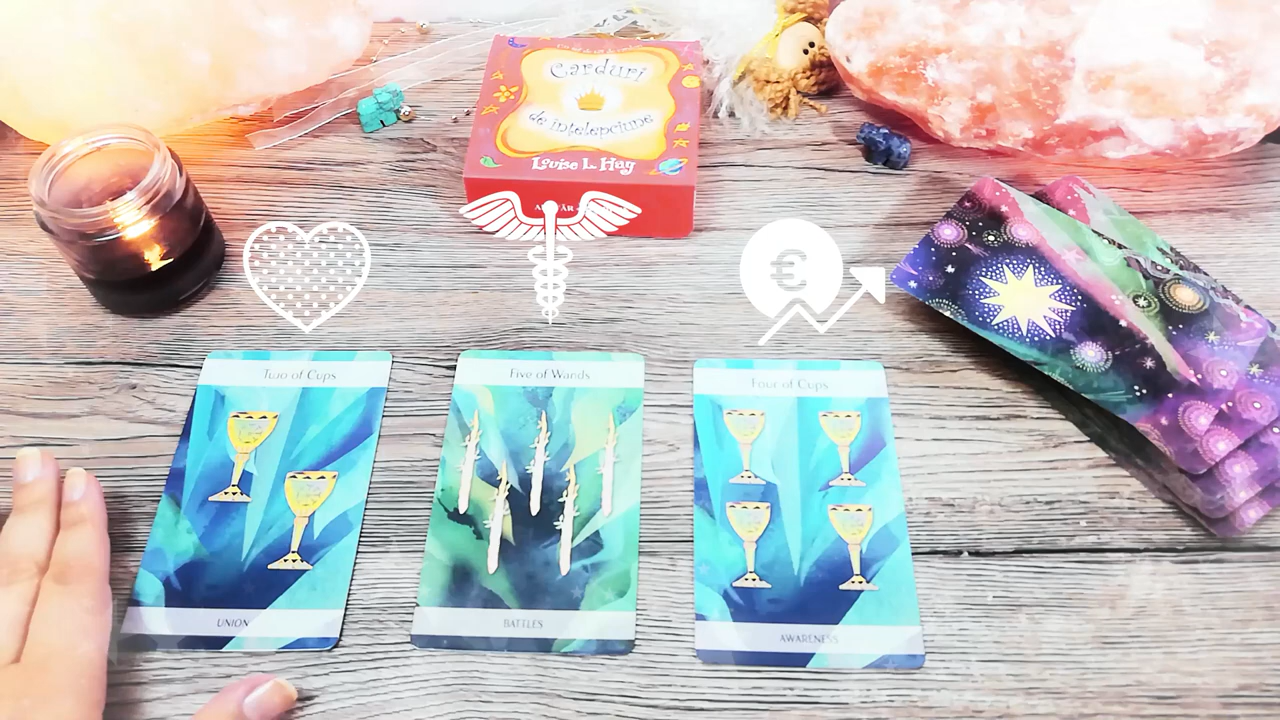 Carduri
de înțelepciune
Louise L. Hay
€
Two of Cups
Five of Wands
Four of Cups
UNION
BATTLES
AWARENESS